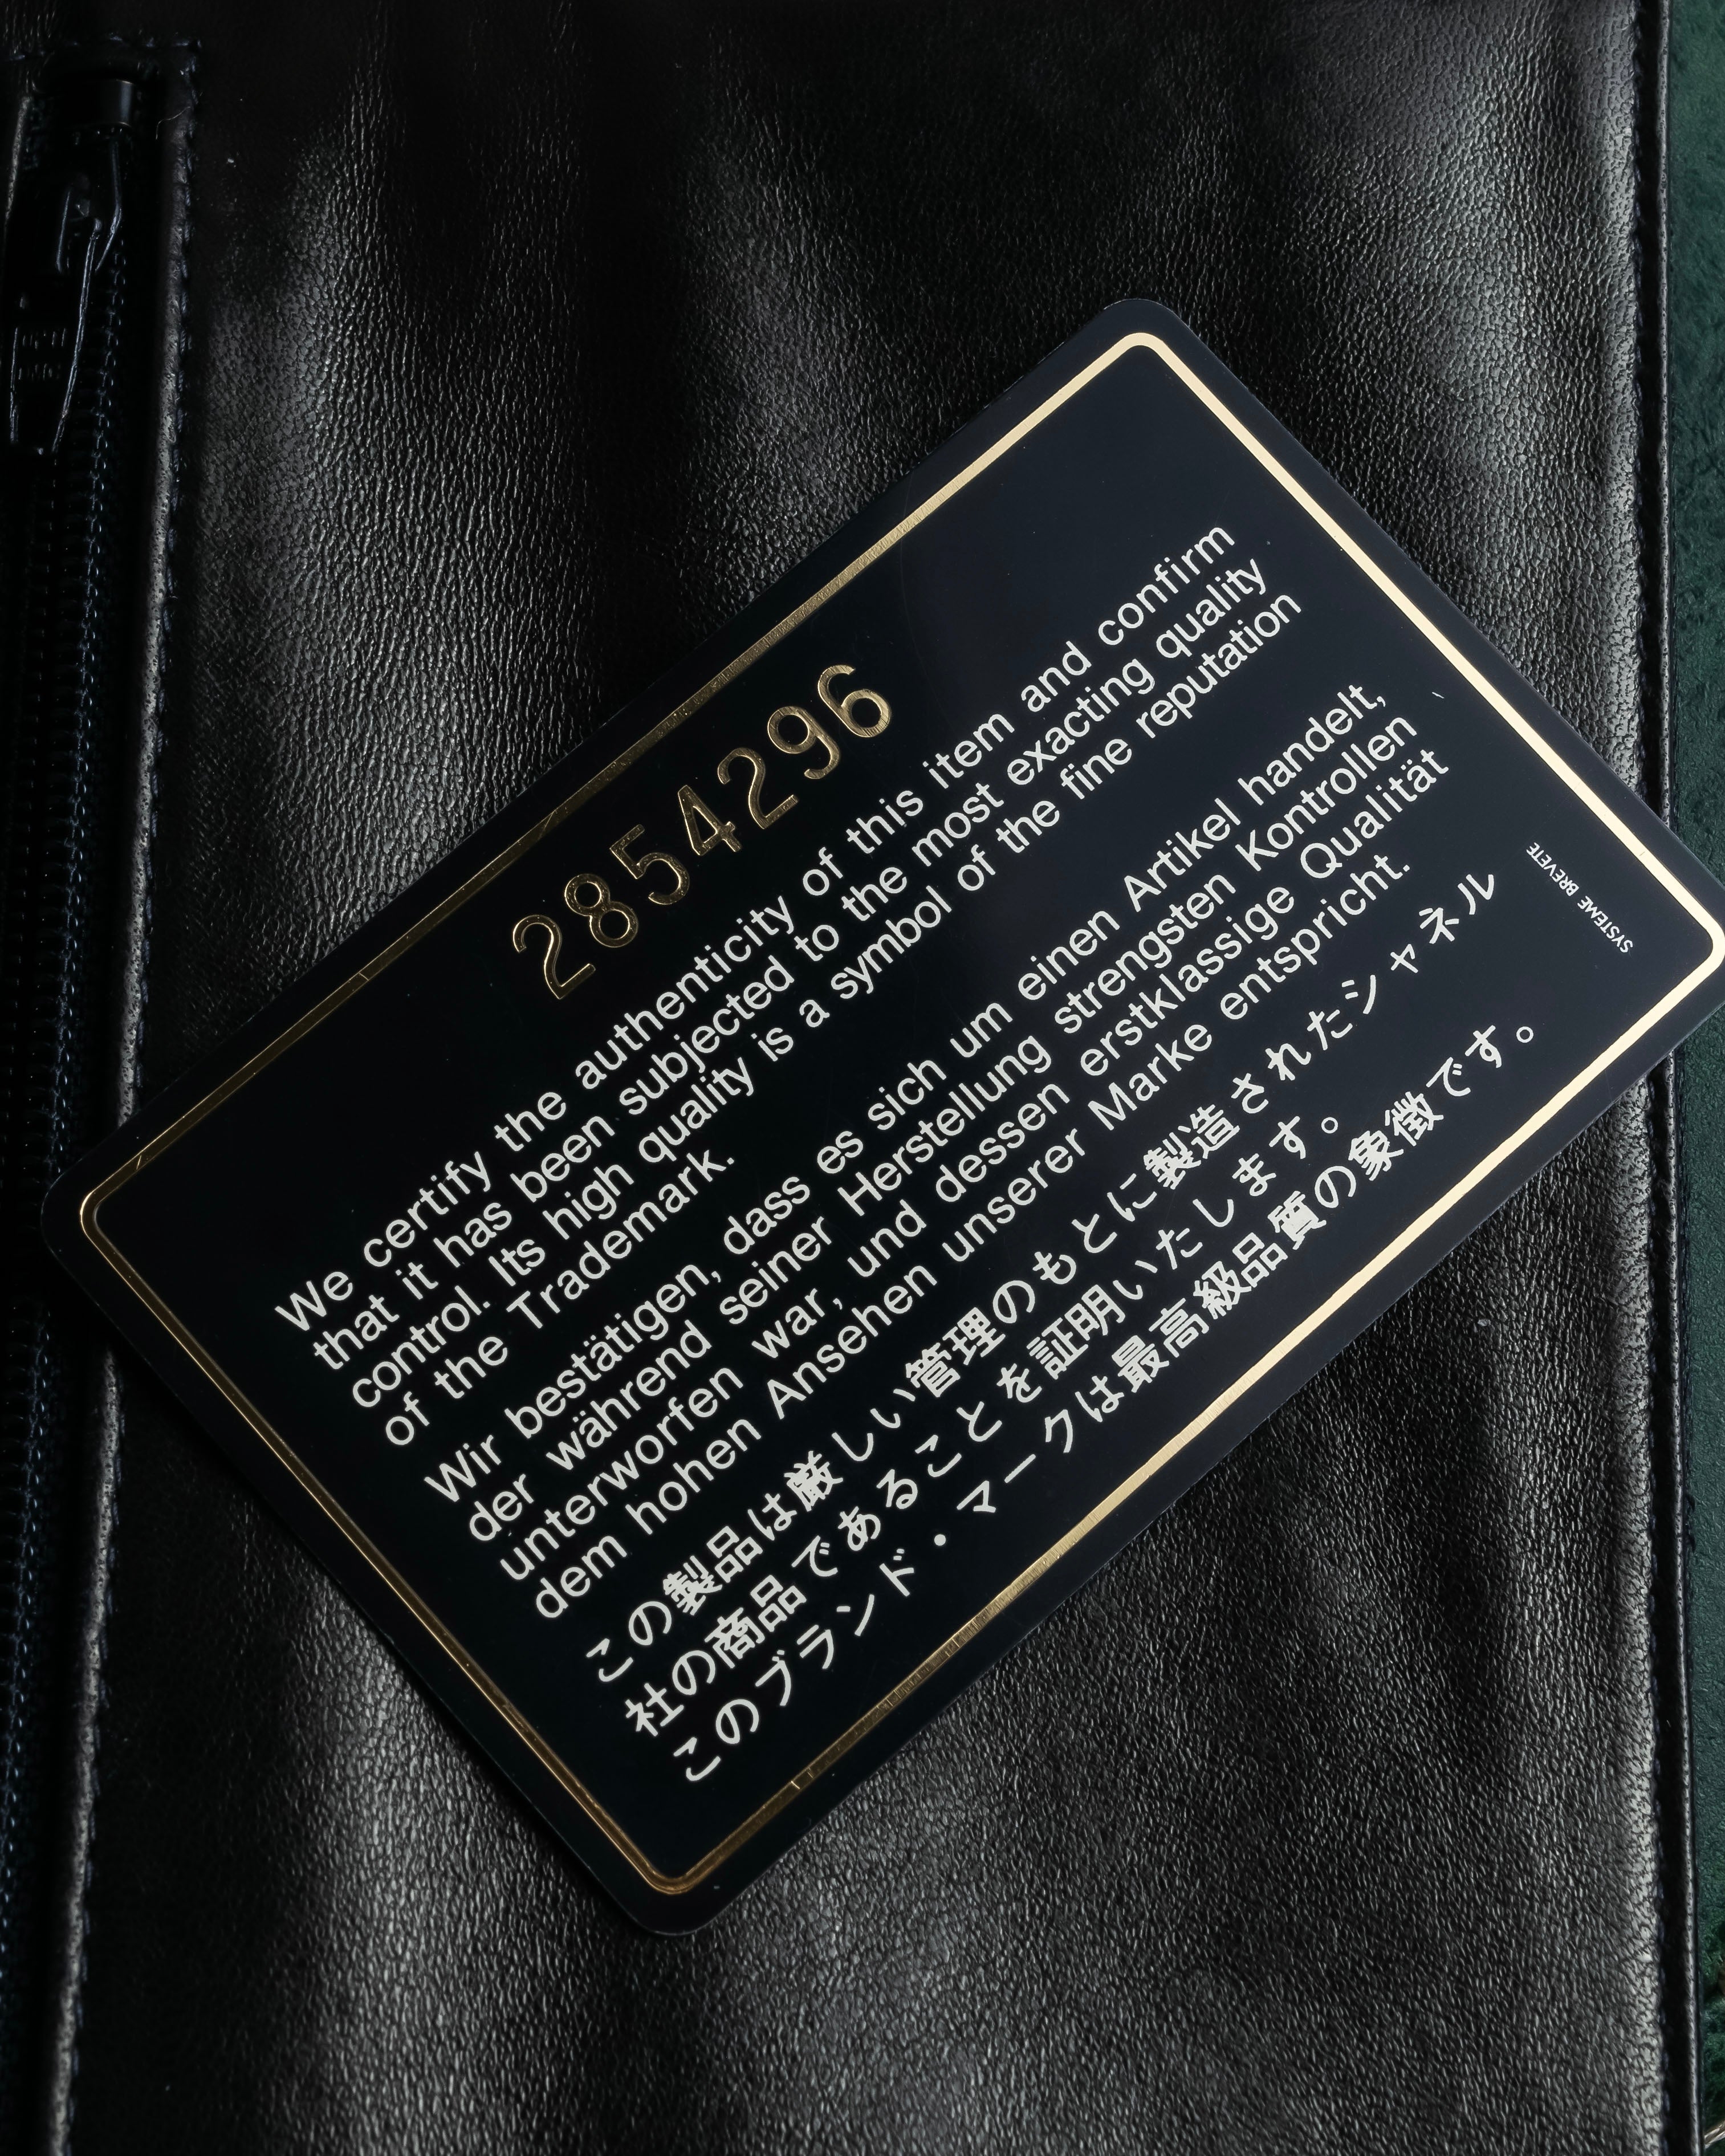 2854296
We certify the authenticity of this item and confirm
that it has been subjected to the most exacting quality
control. Its high quality is a symbol of the fine reputation
of the Trademark.
Wir bestätigen, dass es sich um einen Artikel handelt,
der während seiner Herstellung strengsten Kontrollen
unterworfen war, und dessen erstklassige Qualität
dem hohen Ansehen unserer Marke entspricht.
この製品は厳しい管理のもとに製造されたシャネル
社の商品であることを証明いたします。
このブランド・マークは最高級品質の象徴です。
SYSTEME BREVETE